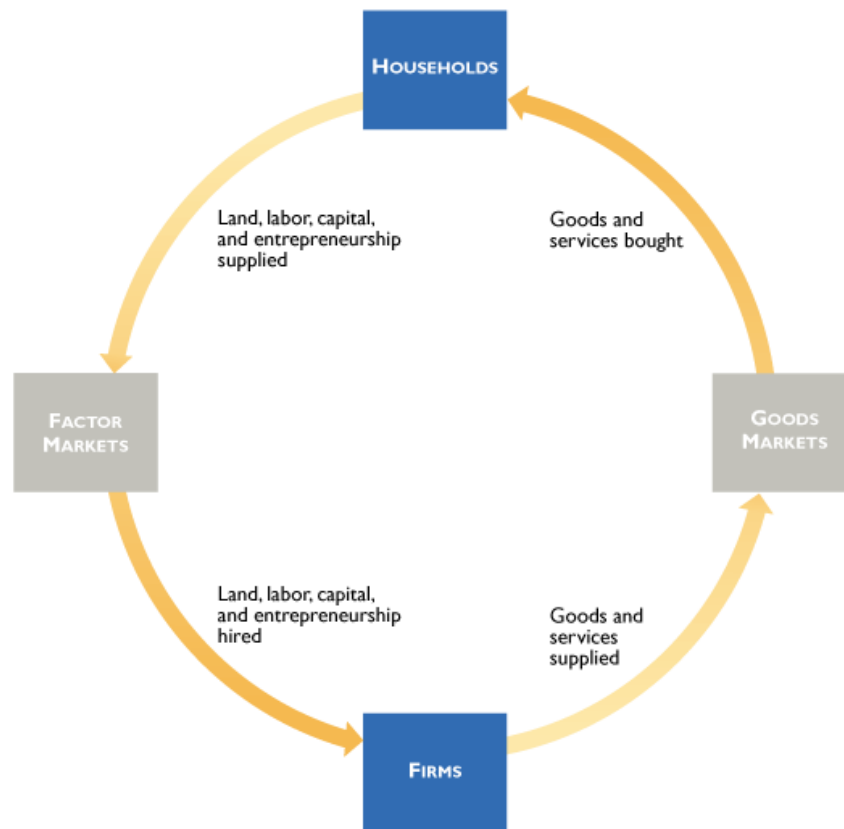 HOUSEHOLDS
Land, labor, capital,
and entrepreneurship
supplied
Goods and
services bought
FACTOR
MARKETS
GOODS
MARKETS
Land, labor, capital,
and entrepreneurship
hired
Goods and
services
supplied
FIRMS